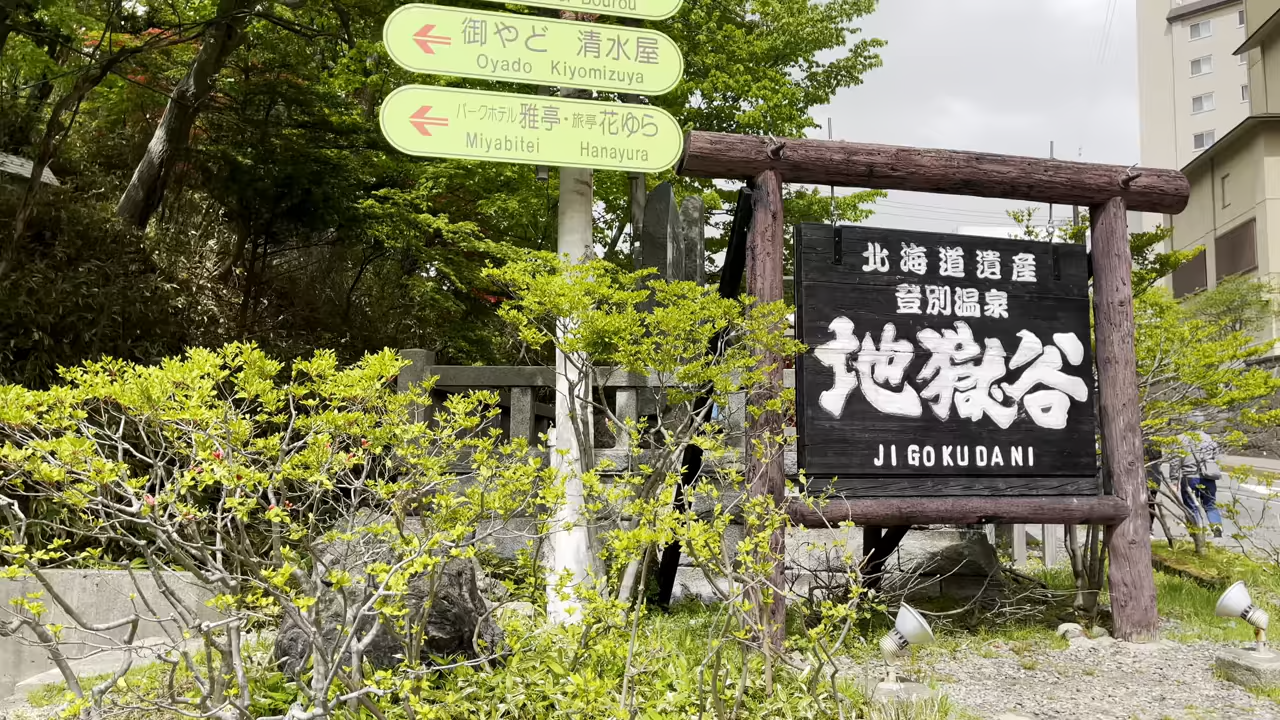 御やど 清水屋
Oyado Kiyomizuya
パークホテル 雅亭・旅亭 花ゆら
Miyabitei Hanayura
北海道遺産
登別温泉
地獄谷
JIGOKUDANI